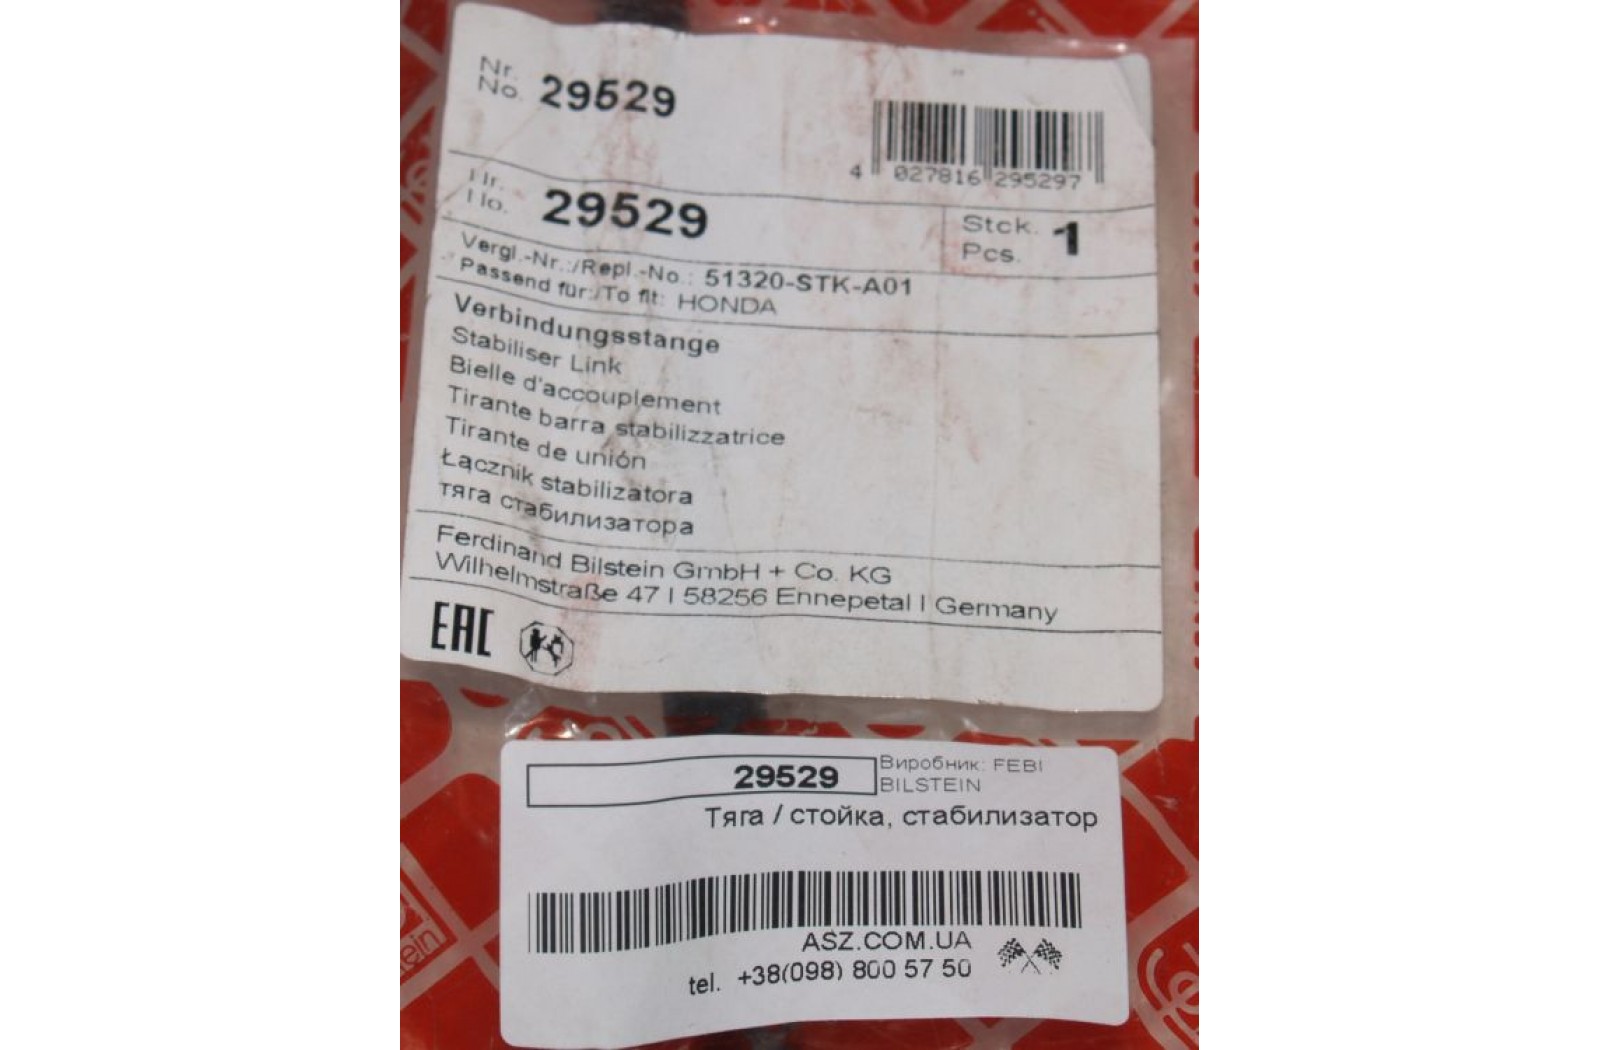 Nr.
No. 29529
4 027816 295297
Nr.
No. 29529
Stck.
Pcs. 1
Vergl.-Nr.:/Repl.-No.: 51320-STK-A01
Passend für:/To fit: HONDA
Verbindungsstange
Stabiliser Link
Bielle d'accouplement
Tirante barra stabilizzatrice
Tirante de unión
Łącznik stabilizatora
тяга стабилизатора
Ferdinand Bilstein GmbH + Co. KG
Wilhelmstraße 47 I 58256 Ennepetal I Germany
EAC
29529
Виробник: FEBI
BILSTEIN
Тяга / стойка, стабилизатор
ASZ.COM.UA
tel. +38(098) 800 57 50